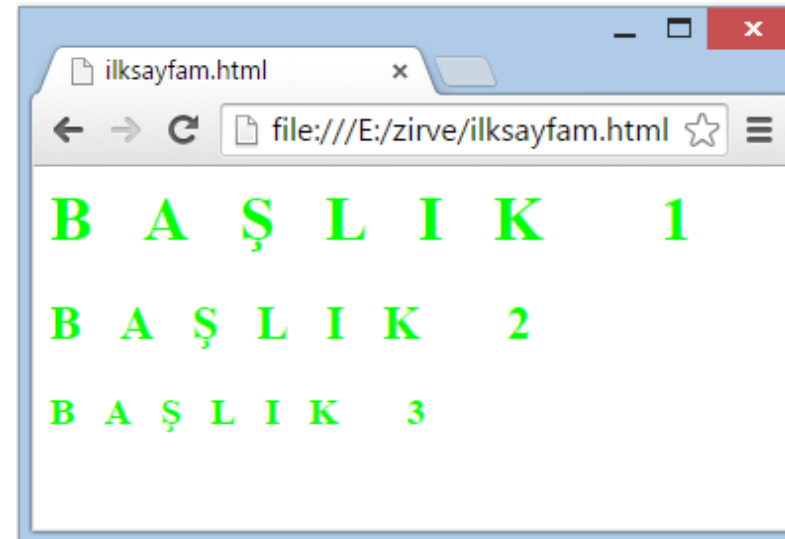 ilksayfam.html
file:///E:/zirve/ilksayfam.html
B A Ş L I K 1
B A Ş L I K 2
B A Ş L I K 3